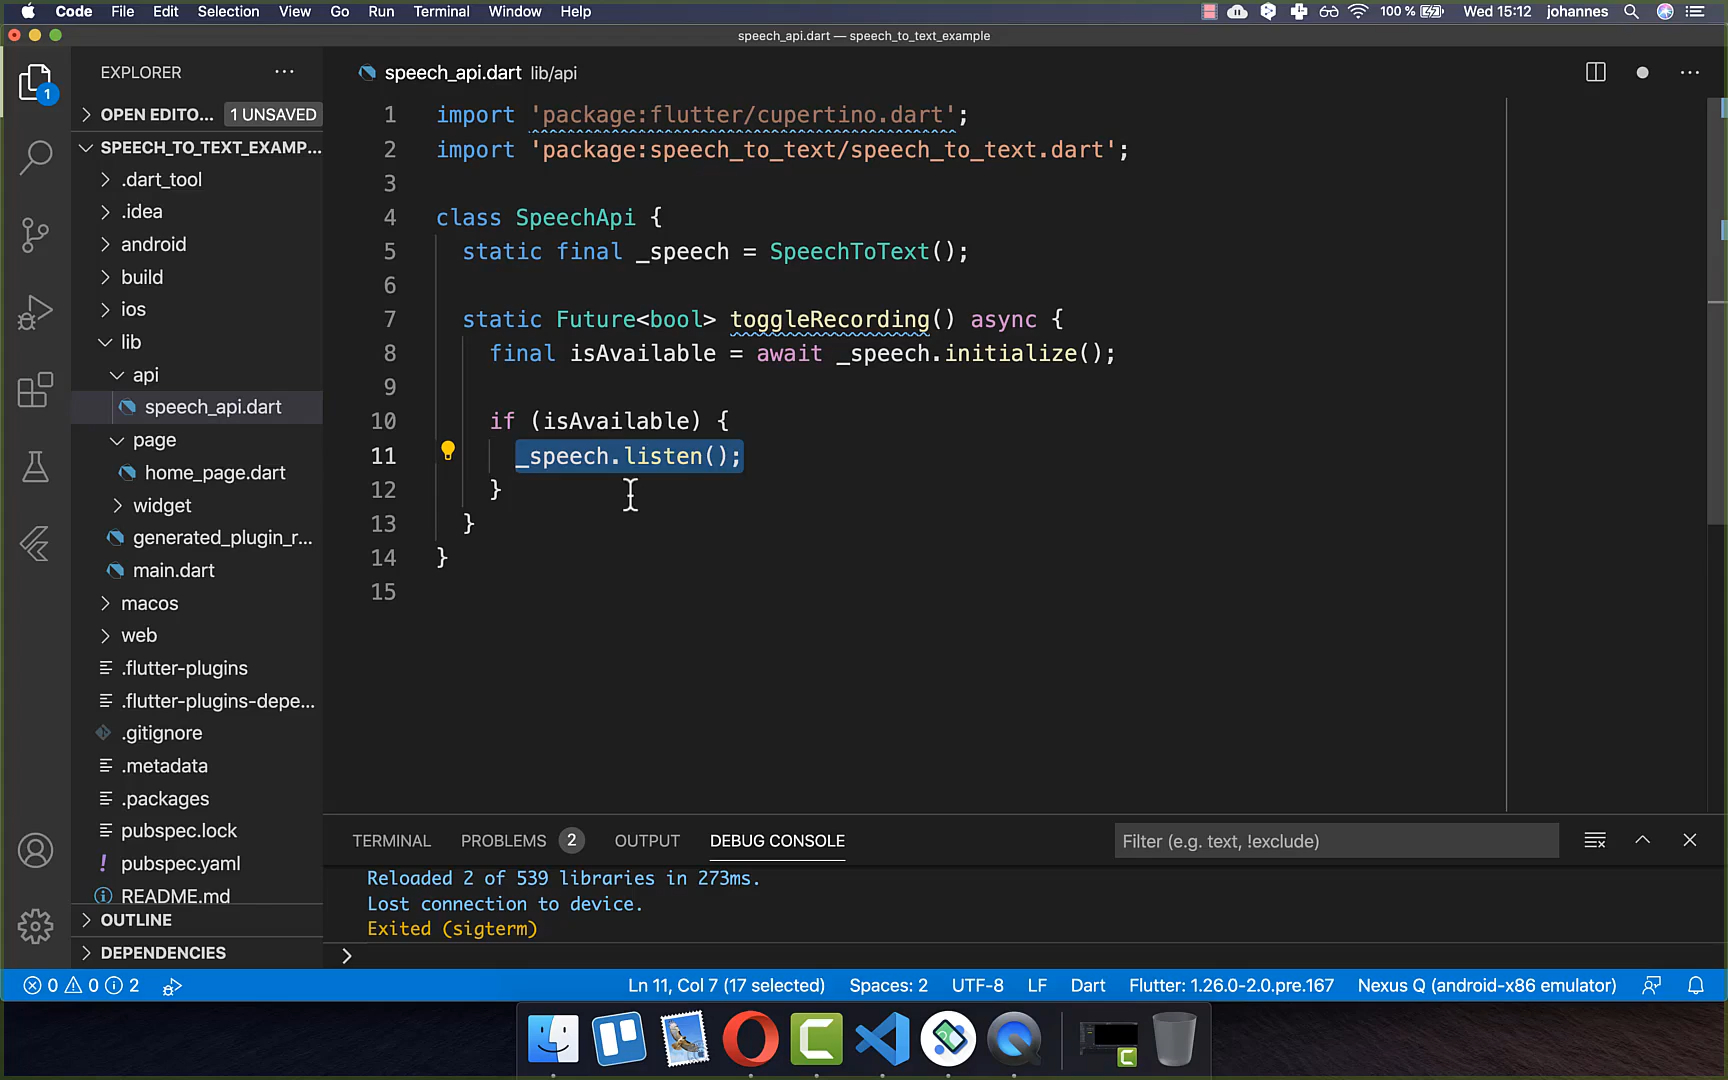 Code File Edit Selection View Go Run Terminal Window Help 100 % Wed 15:12 johannes
speech_api.dart — speech_to_text_example
EXPLORER
1
OPEN EDITO... 1 UNSAVED
SPEECH_TO_TEXT_EXAMP...
.dart_tool
.idea
android
build
ios
lib
api
speech_api.dart
page
home_page.dart
widget
generated_plugin_r...
main.dart
macos
web
.flutter-plugins
.flutter-plugins-depe...
.gitignore
.metadata
.packages
pubspec.lock
! pubspec.yaml
README.md
OUTLINE
DEPENDENCIES
speech_api.dart lib/api
1 import 'package:flutter/cupertino.dart';
2 import 'package:speech_to_text/speech_to_text.dart';
3
4 class SpeechApi {
5 static final _speech = SpeechToText();
6
7 static Future<bool> toggleRecording() async {
8 final isAvailable = await _speech.initialize();
9
10 if (isAvailable) {
11 _speech.listen();
12 }
13 }
14 }
15
TERMINAL PROBLEMS 2 OUTPUT DEBUG CONSOLE Filter (e.g. text, !exclude)
Reloaded 2 of 539 libraries in 273ms.
Lost connection to device.
Exited (sigterm)
0 0 2 Ln 11, Col 7 (17 selected) Spaces: 2 UTF-8 LF Dart Flutter: 1.26.0-2.0.pre.167 Nexus Q (android-x86 emulator)